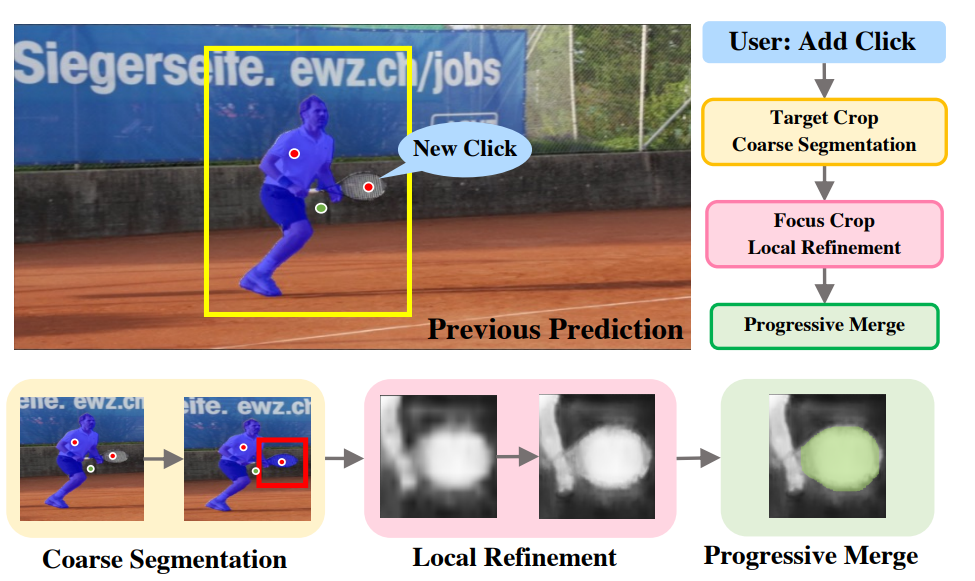 Siegerseite. ewz.ch/jobs
New Click
Previous Prediction
User: Add Click
Target Crop
Coarse Segmentation
Focus Crop
Local Refinement
Progressive Merge
eite. ewz.ch
eite. ewz.ch
Coarse Segmentation
Local Refinement
Progressive Merge